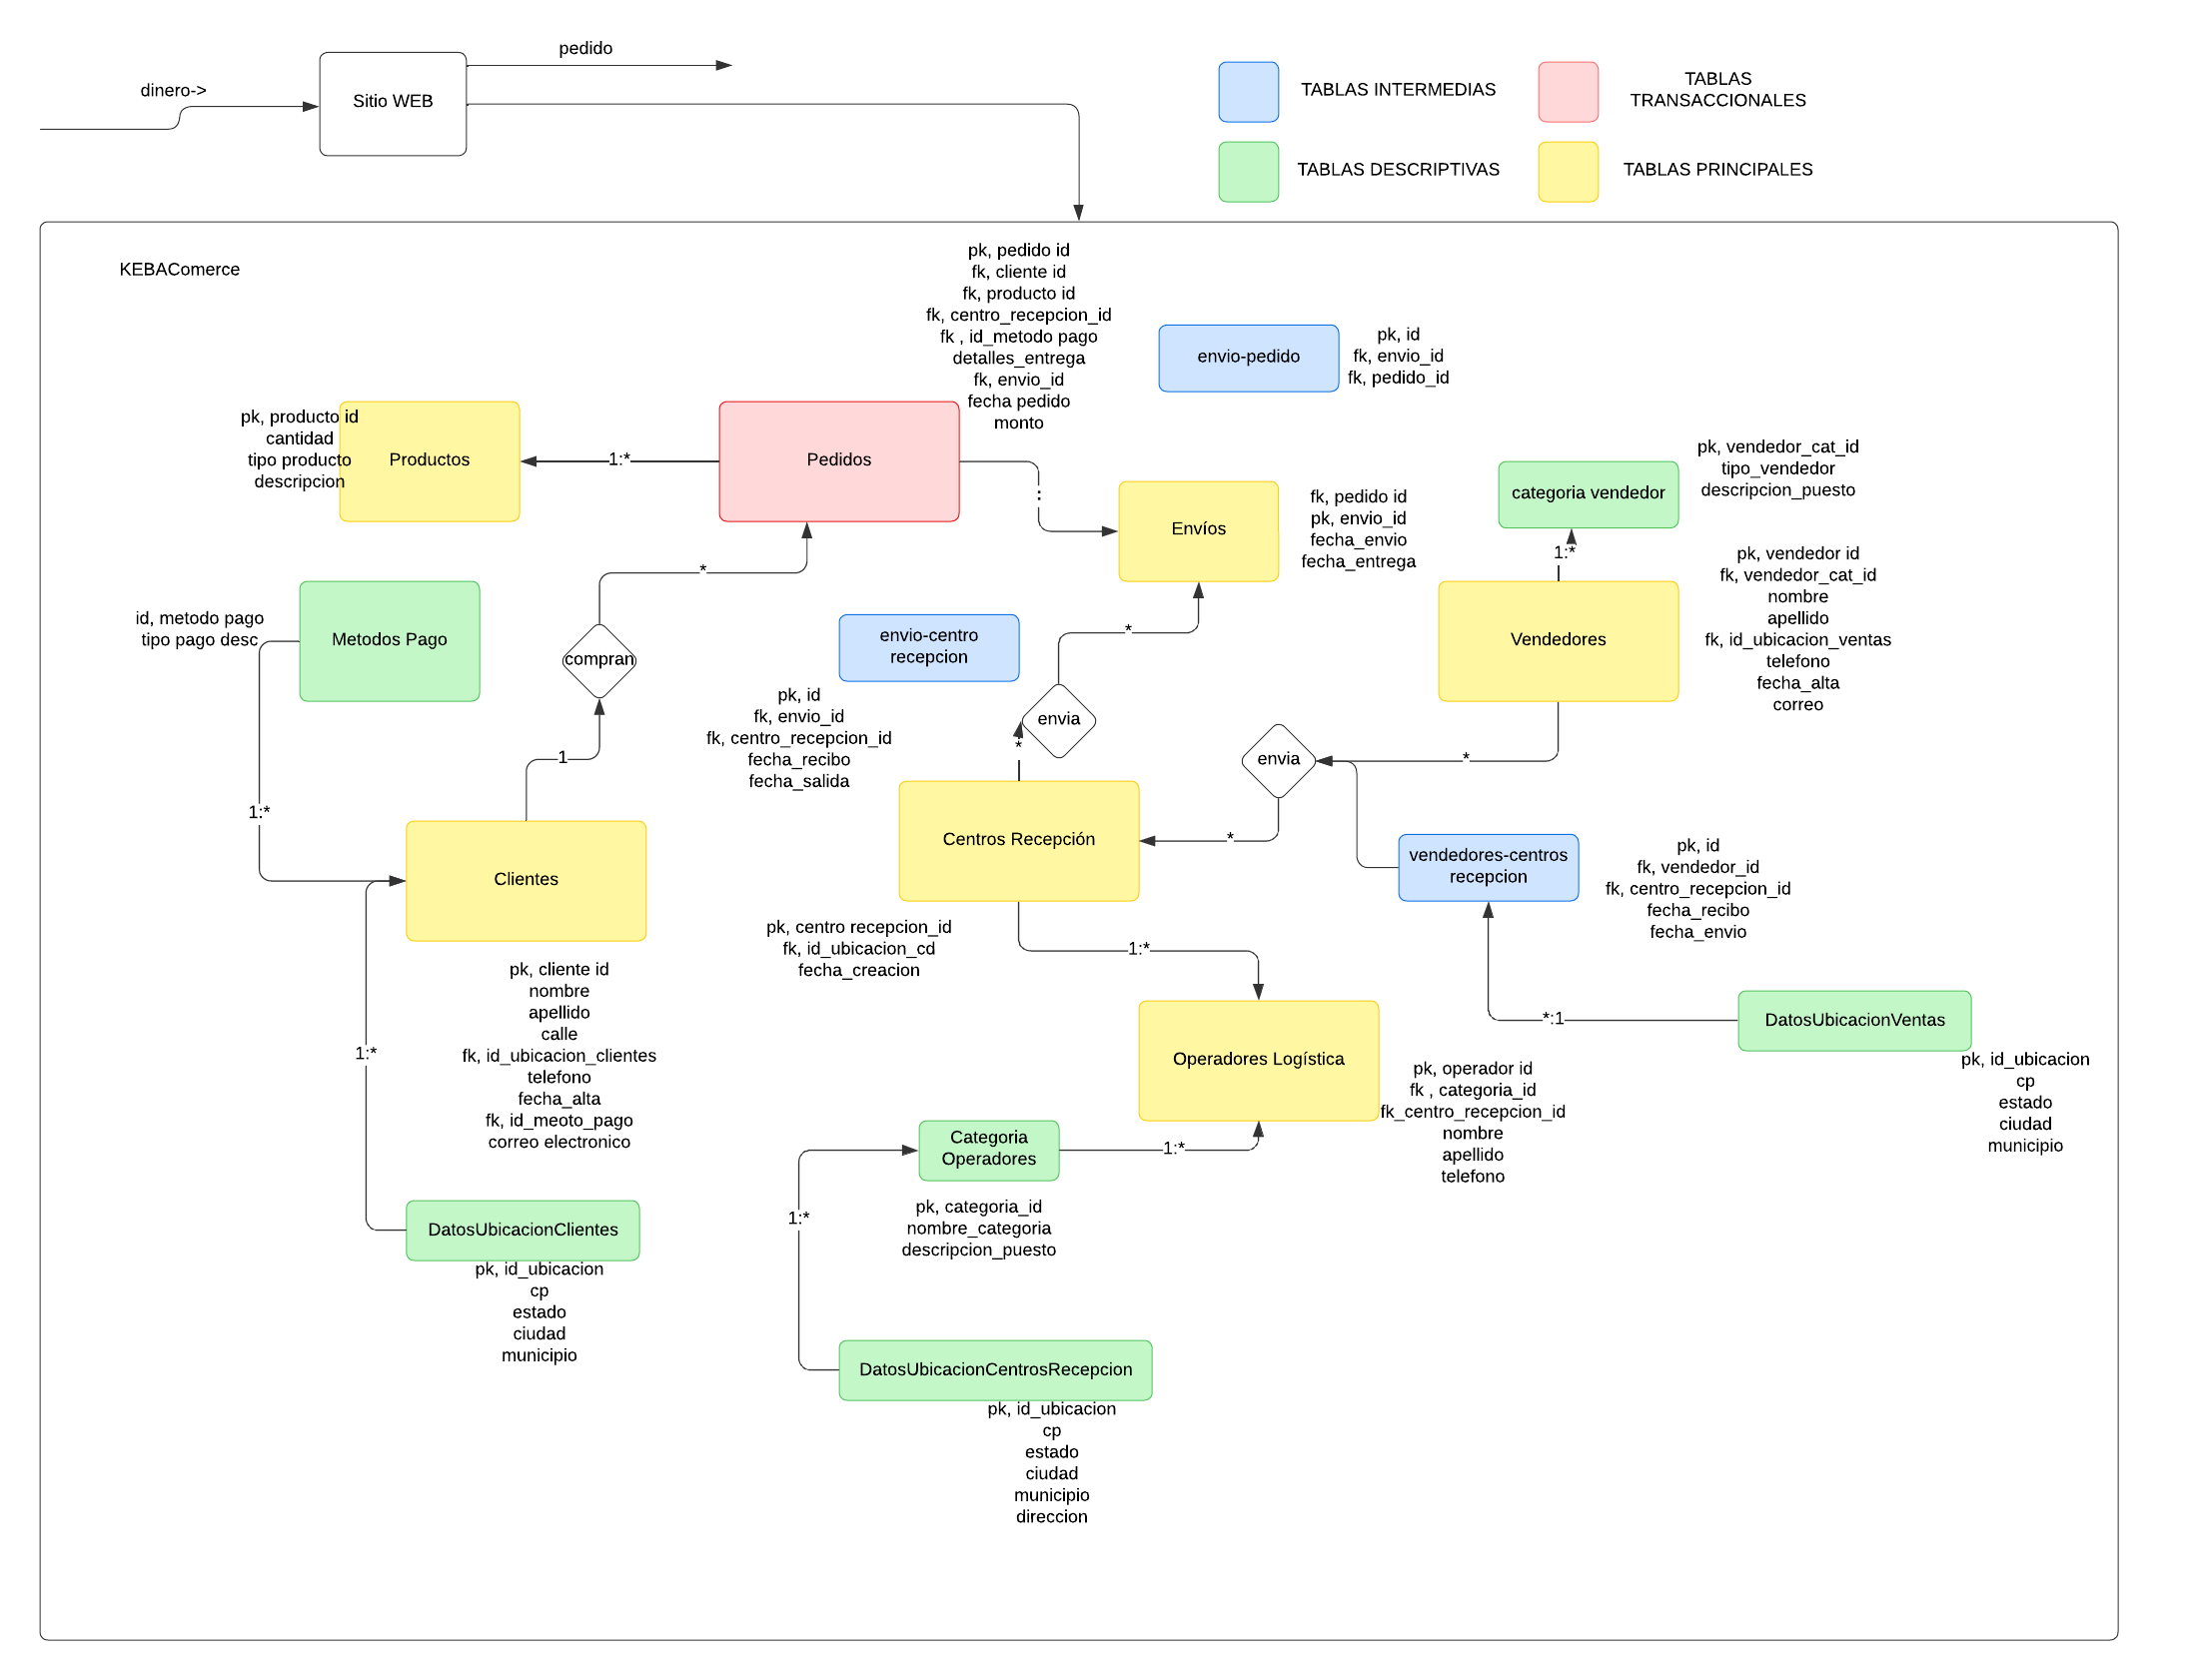 pedido
dinero->
Sitio WEB
TABLAS INTERMEDIAS
TABLAS
TRANSACCIONALES
TABLAS DESCRIPTIVAS
TABLAS PRINCIPALES
KEBAComerce
pk, pedido id
fk, cliente id
fk, producto id
fk, centro_recepcion_id
fk , id_metodo pago
detalles_entrega
fk, envio_id
fecha pedido
monto
envio-pedido
pk, id
fk, envio_id
fk, pedido_id
pk, producto id
cantidad
tipo producto
descripcion
Productos
1:*
Pedidos
:
Envíos
fk, pedido id
pk, envio_id
fecha_envio
fecha_entrega
categoria vendedor
pk, vendedor_cat_id
tipo_vendedor
descripcion_puesto
1:*
Vendedores
pk, vendedor id
fk, vendedor_cat_id
nombre
apellido
fk, id_ubicacion_ventas
telefono
fecha_alta
correo
id, metodo pago
tipo pago desc
Metodos Pago
*
compran
1
1:*
envio-centro
recepcion
pk, id
fk, envio_id
fk, centro_recepcion_id
fecha_recibo
fecha_salida
*
envia
*
envia
*
*
Centros Recepción
pk, centro recepcion_id
fk, id_ubicacion_cd
fecha_creacion
vendedores-centros
recepcion
pk, id
fk, vendedor_id
fk, centro_recepcion_id
fecha_recibo
fecha_envio
Clientes
pk, cliente id
nombre
apellido
calle
fk, id_ubicacion_clientes
telefono
fecha_alta
fk, id_meoto_pago
correo electronico
1:*
1:*
*:1
DatosUbicacionVentas
pk, id_ubicacion
cp
estado
ciudad
municipio
Operadores Logística
pk, operador id
fk , categoria_id
fk_centro_recepcion_id
nombre
apellido
telefono
Categoria
Operadores
1:*
pk, categoria_id
nombre_categoria
descripcion_puesto
1:*
DatosUbicacionClientes
pk, id_ubicacion
cp
estado
ciudad
municipio
DatosUbicacionCentrosRecepcion
pk, id_ubicacion
cp
estado
ciudad
municipio
direccion